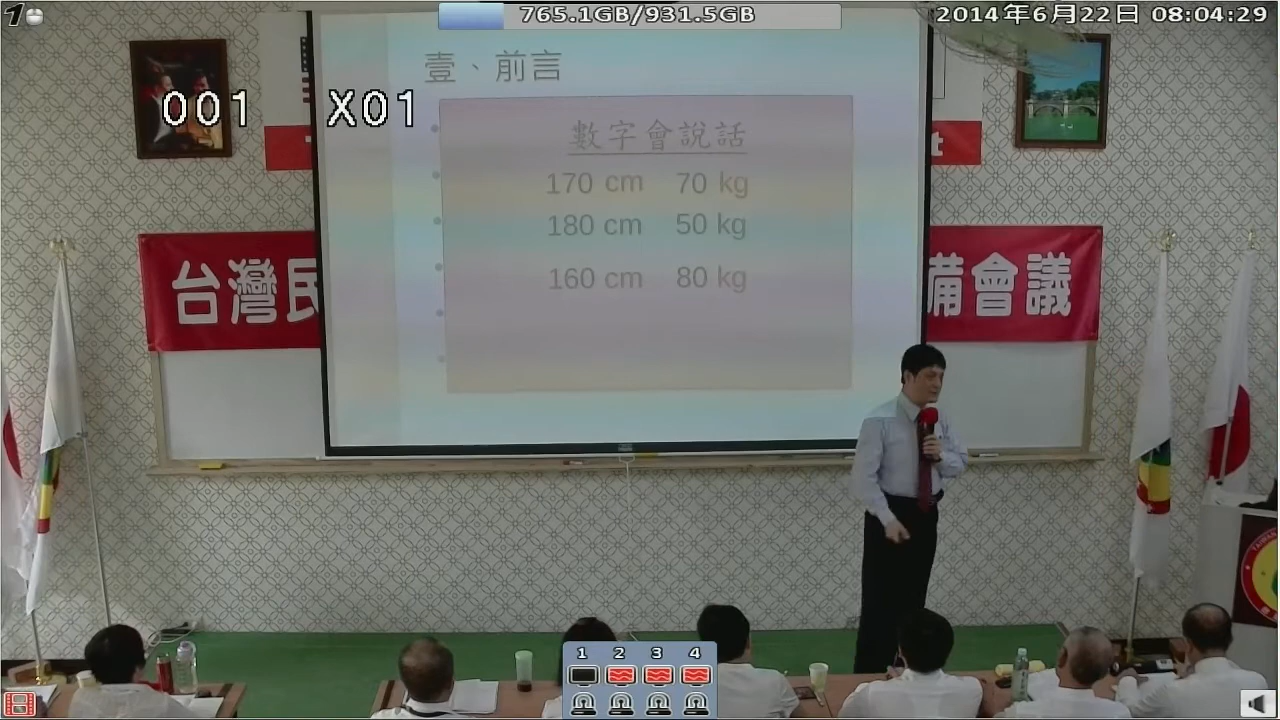 1
765.1GB/931.5GB
2014年6月22日 08:04:29
001 X01
壹、前言
數字會說話
170 cm 70 kg
180 cm 50 kg
160 cm 80 kg
台灣民
備會議
1 2 3 4